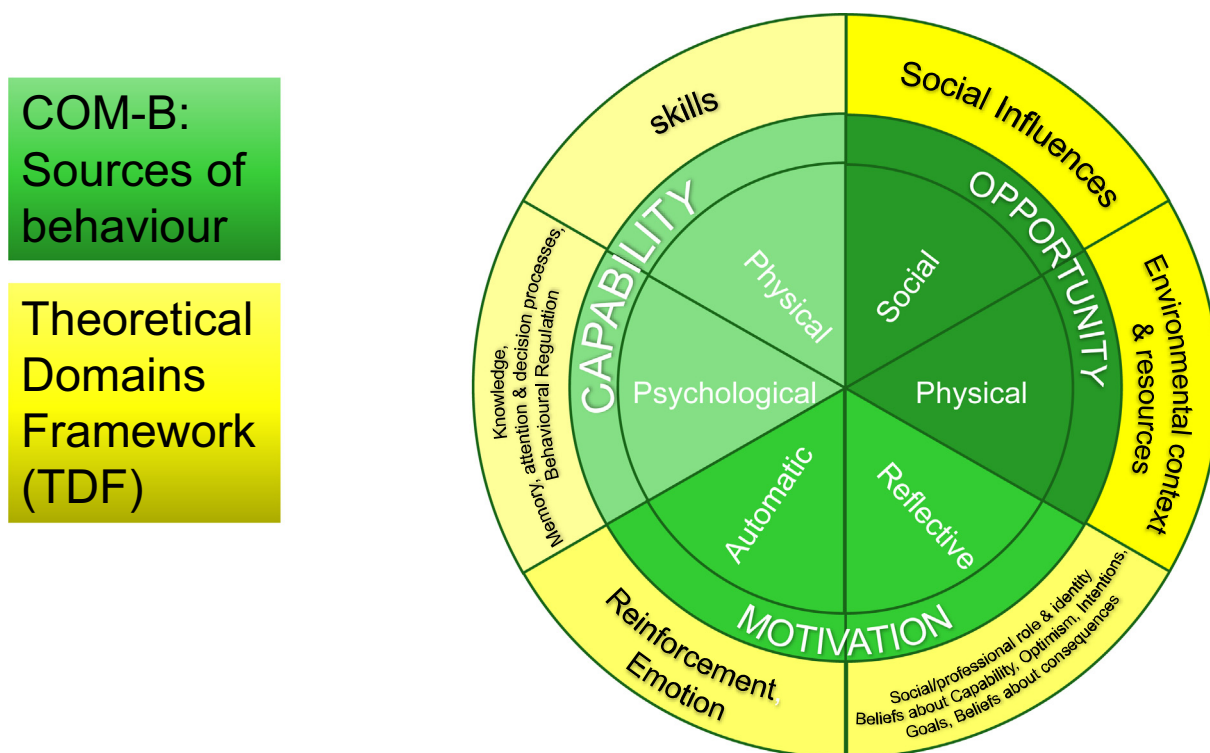 COM-B:
Sources of
behaviour
Theoretical
Domains
Framework
(TDF)
skills
Social Influences
CAPABILITY
OPPORTUNITY
Physical
Social
Knowledge,
Memory, attention & decision processes,
Behavioural Regulation
Environmental context
& resources
Psychological
Physical
Automatic
Reflective
MOTIVATION
Reinforcement,
Emotion
Social/professional role & identity
Beliefs about Capability, Optimism, Intentions,
Goals, Beliefs about consequences